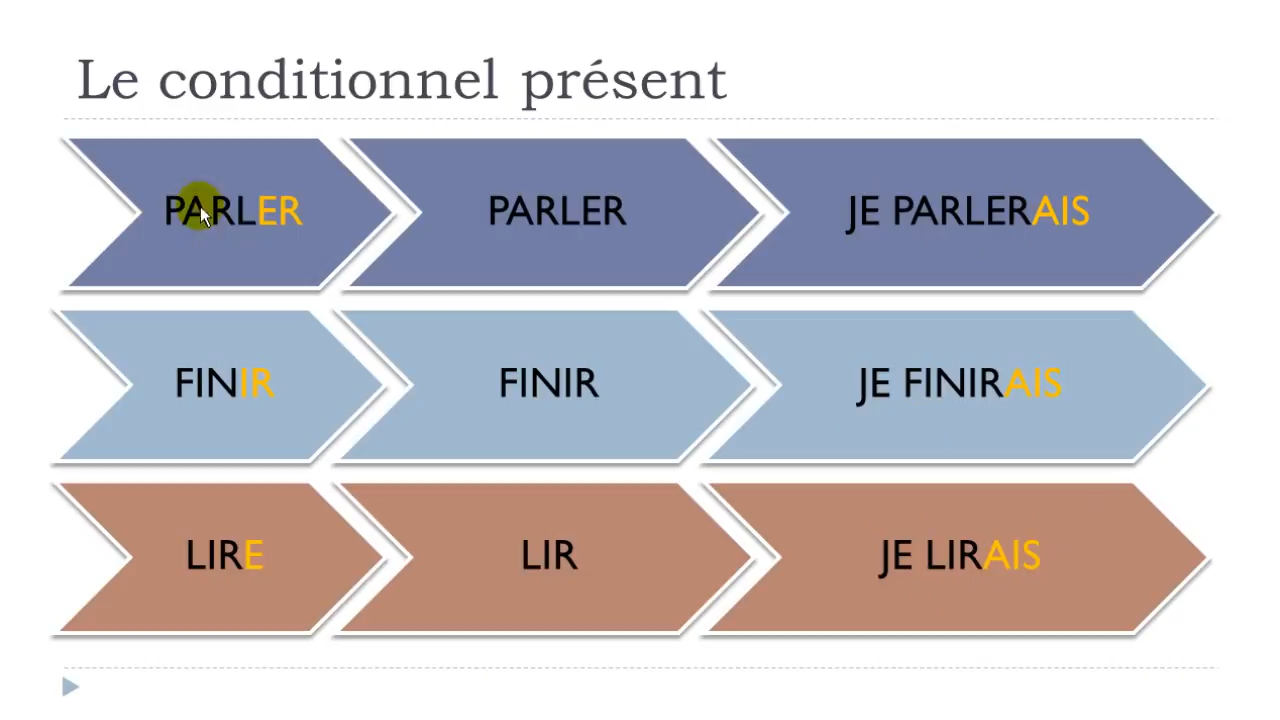 Le conditionnel présent
PARLER
PARLER
JE PARLERAIS
FINIR
FINIR
JE FINIRAIS
LIRE
LIR
JE LIRAIS